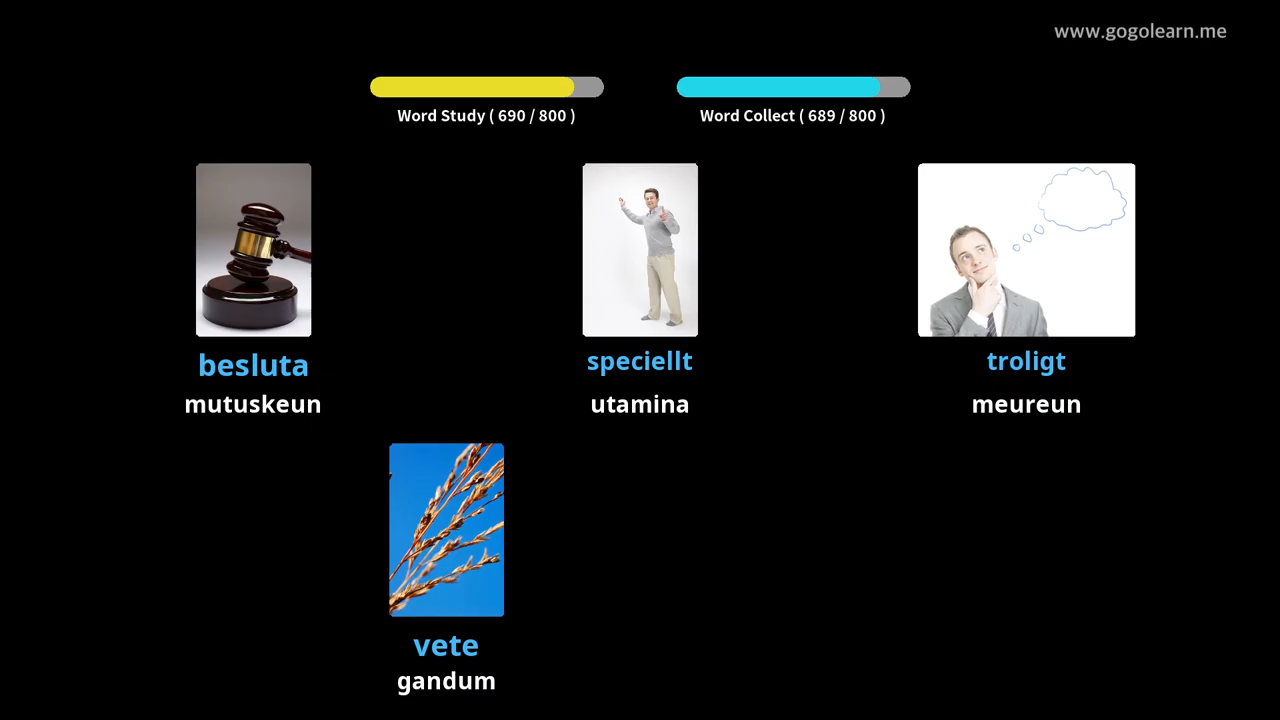 www.gogolearn.me
Word Study ( 690 / 800 )
Word Collect ( 689 / 800 )
besluta
mutuskeun
speciellt
utamina
troligt
meureun
vete
gandum